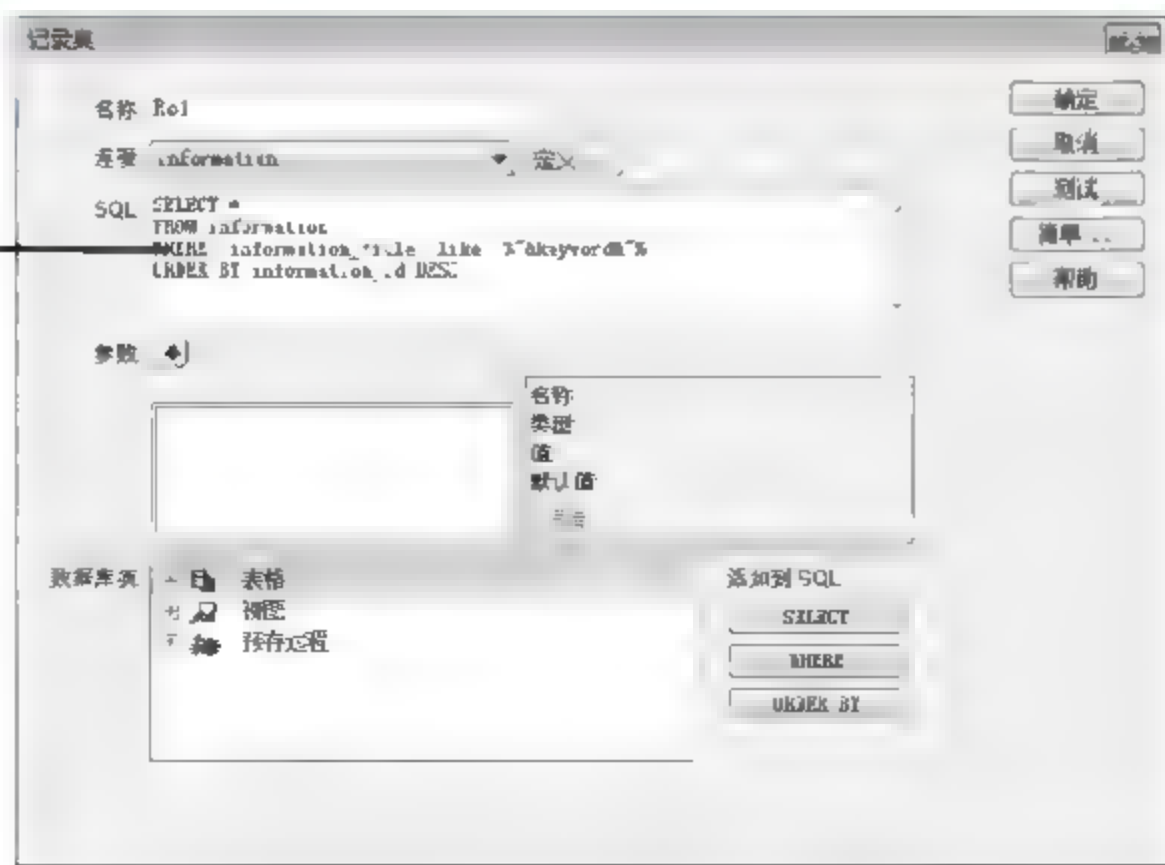 记录集
名称 Re1
确定
连接 information 定义
取消
SQL SELECT *
测试
FROM information
简单...
WHERE information_title like
ORDER BY information_id DESC
帮助
参数
名称
类型
值
默认值
数据库项
表格
视图
预存过程
添加到 SQL
SELECT
WHERE
ORDER BY